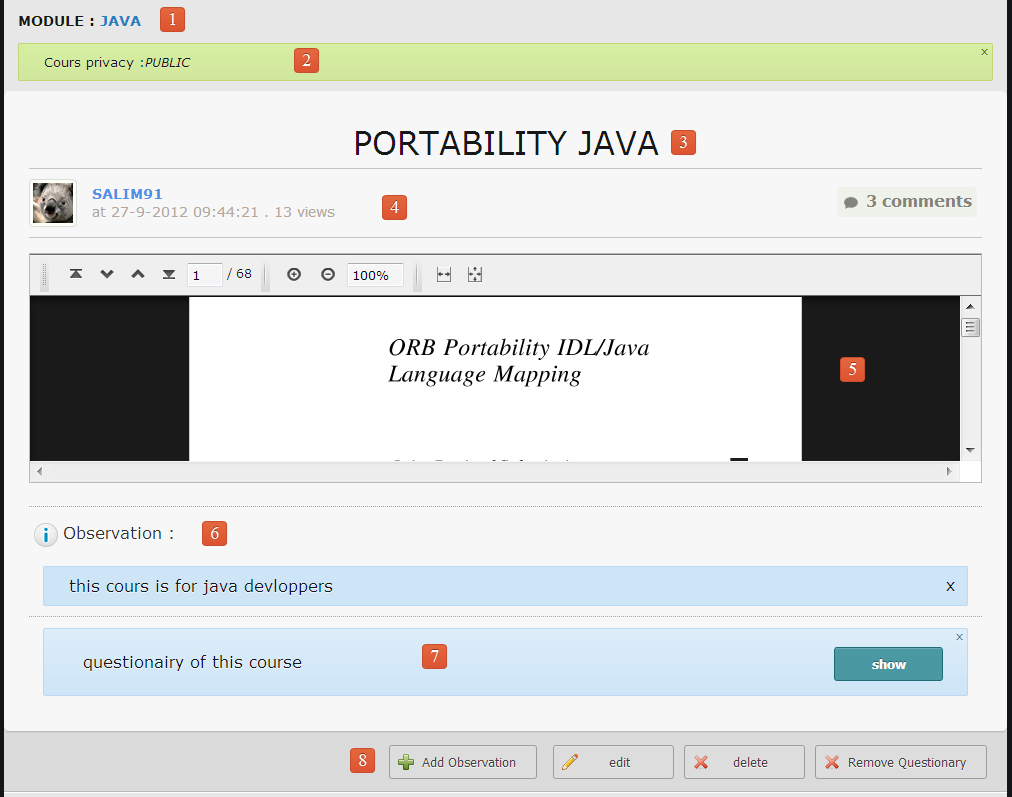 MODULE : JAVA 1
Cours privacy :PUBLIC 2 x
PORTABILITY JAVA 3
SALIM91
at 27-9-2012 09:44:21 . 13 views 4
3 comments
1 / 68 100%
ORB Portability IDL/Java
Language Mapping
5
Observation : 6
this cours is for java devloppers x
questionairy of this course 7 x
show
8 Add Observation edit delete Remove Questionary